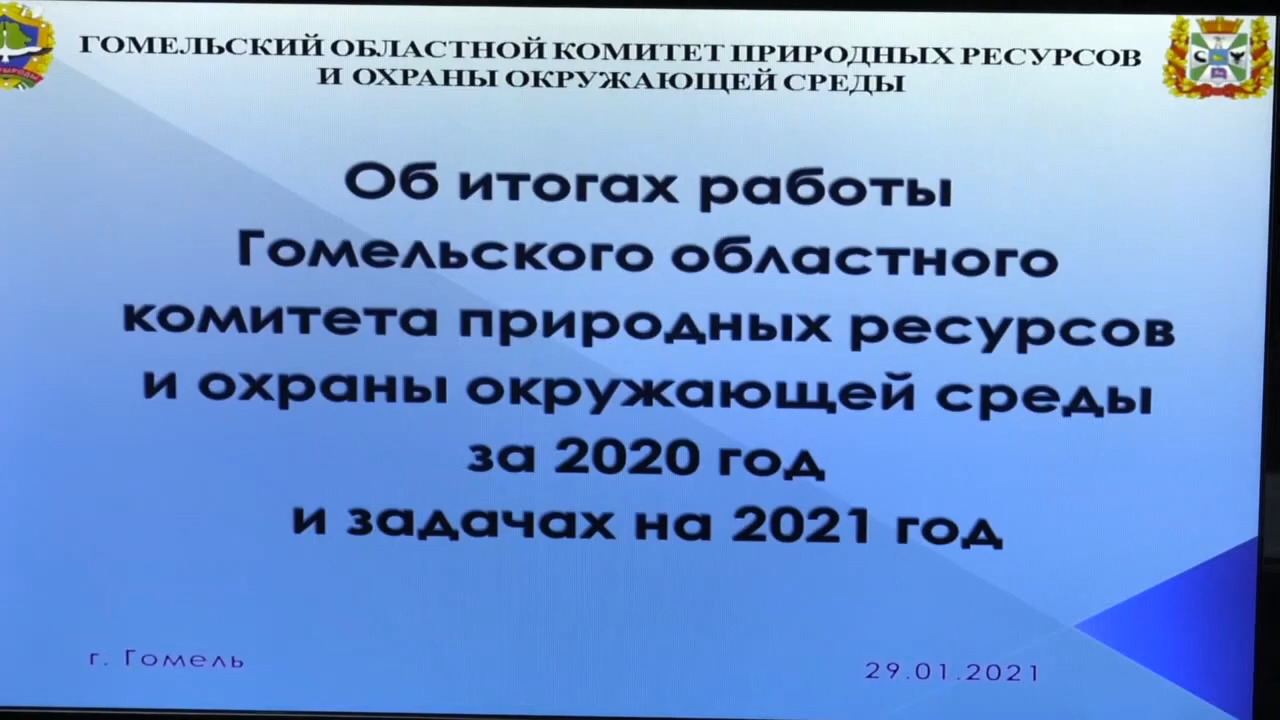 ГОМЕЛЬСКИЙ ОБЛАСТНОЙ КОМИТЕТ ПРИРОДНЫХ РЕСУРСОВ
И ОХРАНЫ ОКРУЖАЮЩЕЙ СРЕДЫ
Об итогах работы
Гомельского областного
комитета природных ресурсов
и охраны окружающей среды
за 2020 год
и задачах на 2021 год
г. Гомель
29.01.2021